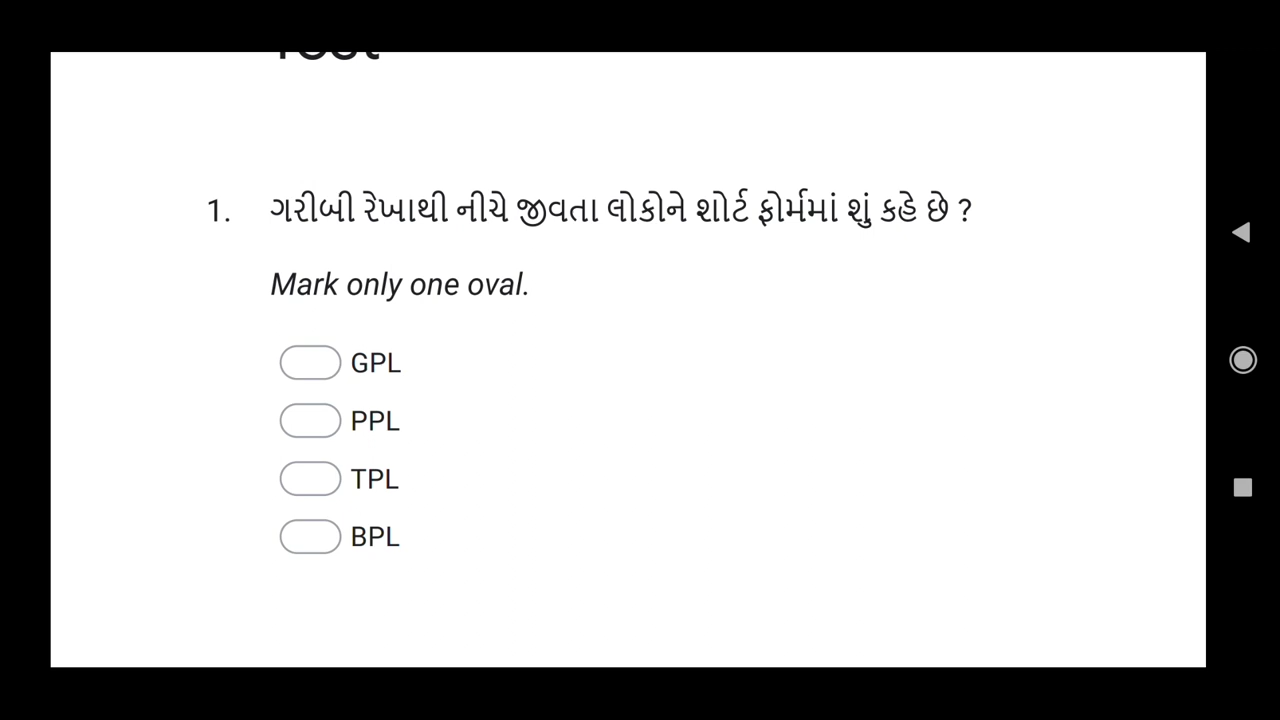 1. ગરીબી રેખાથી નીચે જીવતા લોકોને શોર્ટ ફોર્મમાં શું કહે છે ?
Mark only one oval.
GPL
PPL
TPL
BPL